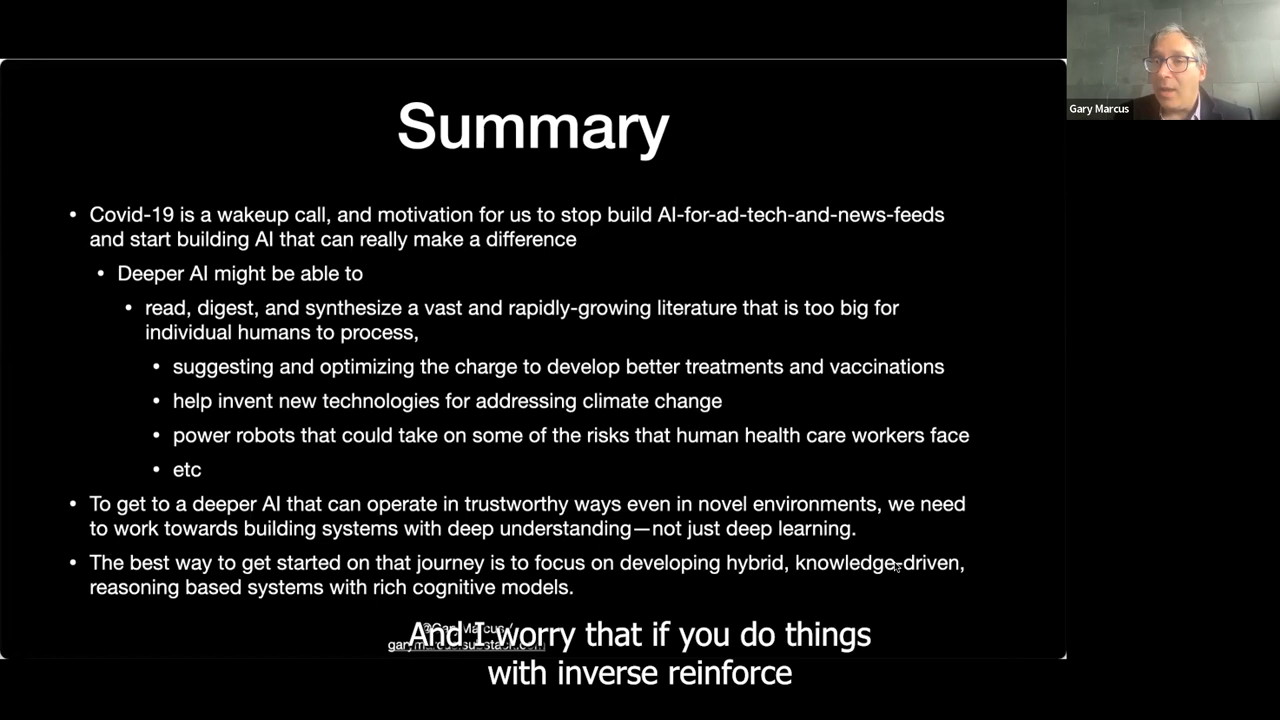 Gary Marcus
Summary
• Covid-19 is a wakeup call, and motivation for us to stop build AI-for-ad-tech-and-news-feeds
and start building AI that can really make a difference
• Deeper AI might be able to
• read, digest, and synthesize a vast and rapidly-growing literature that is too big for
individual humans to process,
• suggesting and optimizing the charge to develop better treatments and vaccinations
• help invent new technologies for addressing climate change
• power robots that could take on some of the risks that human health care workers face
• etc
• To get to a deeper AI that can operate in trustworthy ways even in novel environments, we need
to work towards building systems with deep understanding—not just deep learning.
• The best way to get started on that journey is to focus on developing hybrid, knowledge-driven,
reasoning based systems with rich cognitive models.
And I worry that if you do things
with inverse reinforce